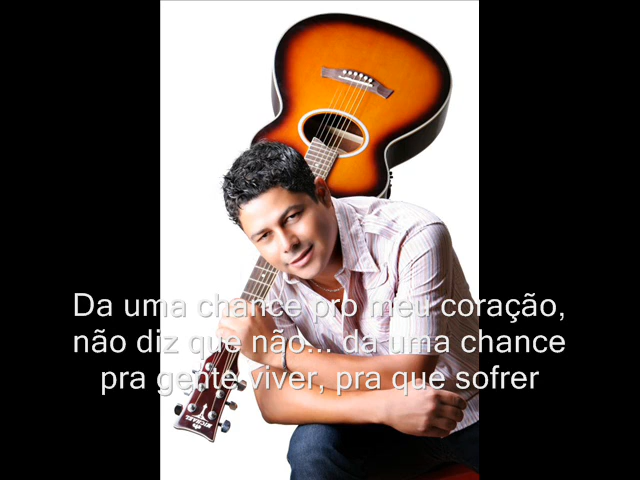 Da uma chance pro meu coração,
não diz que não... da uma chance
pra gente viver, pra que sofrer
MICHAEL